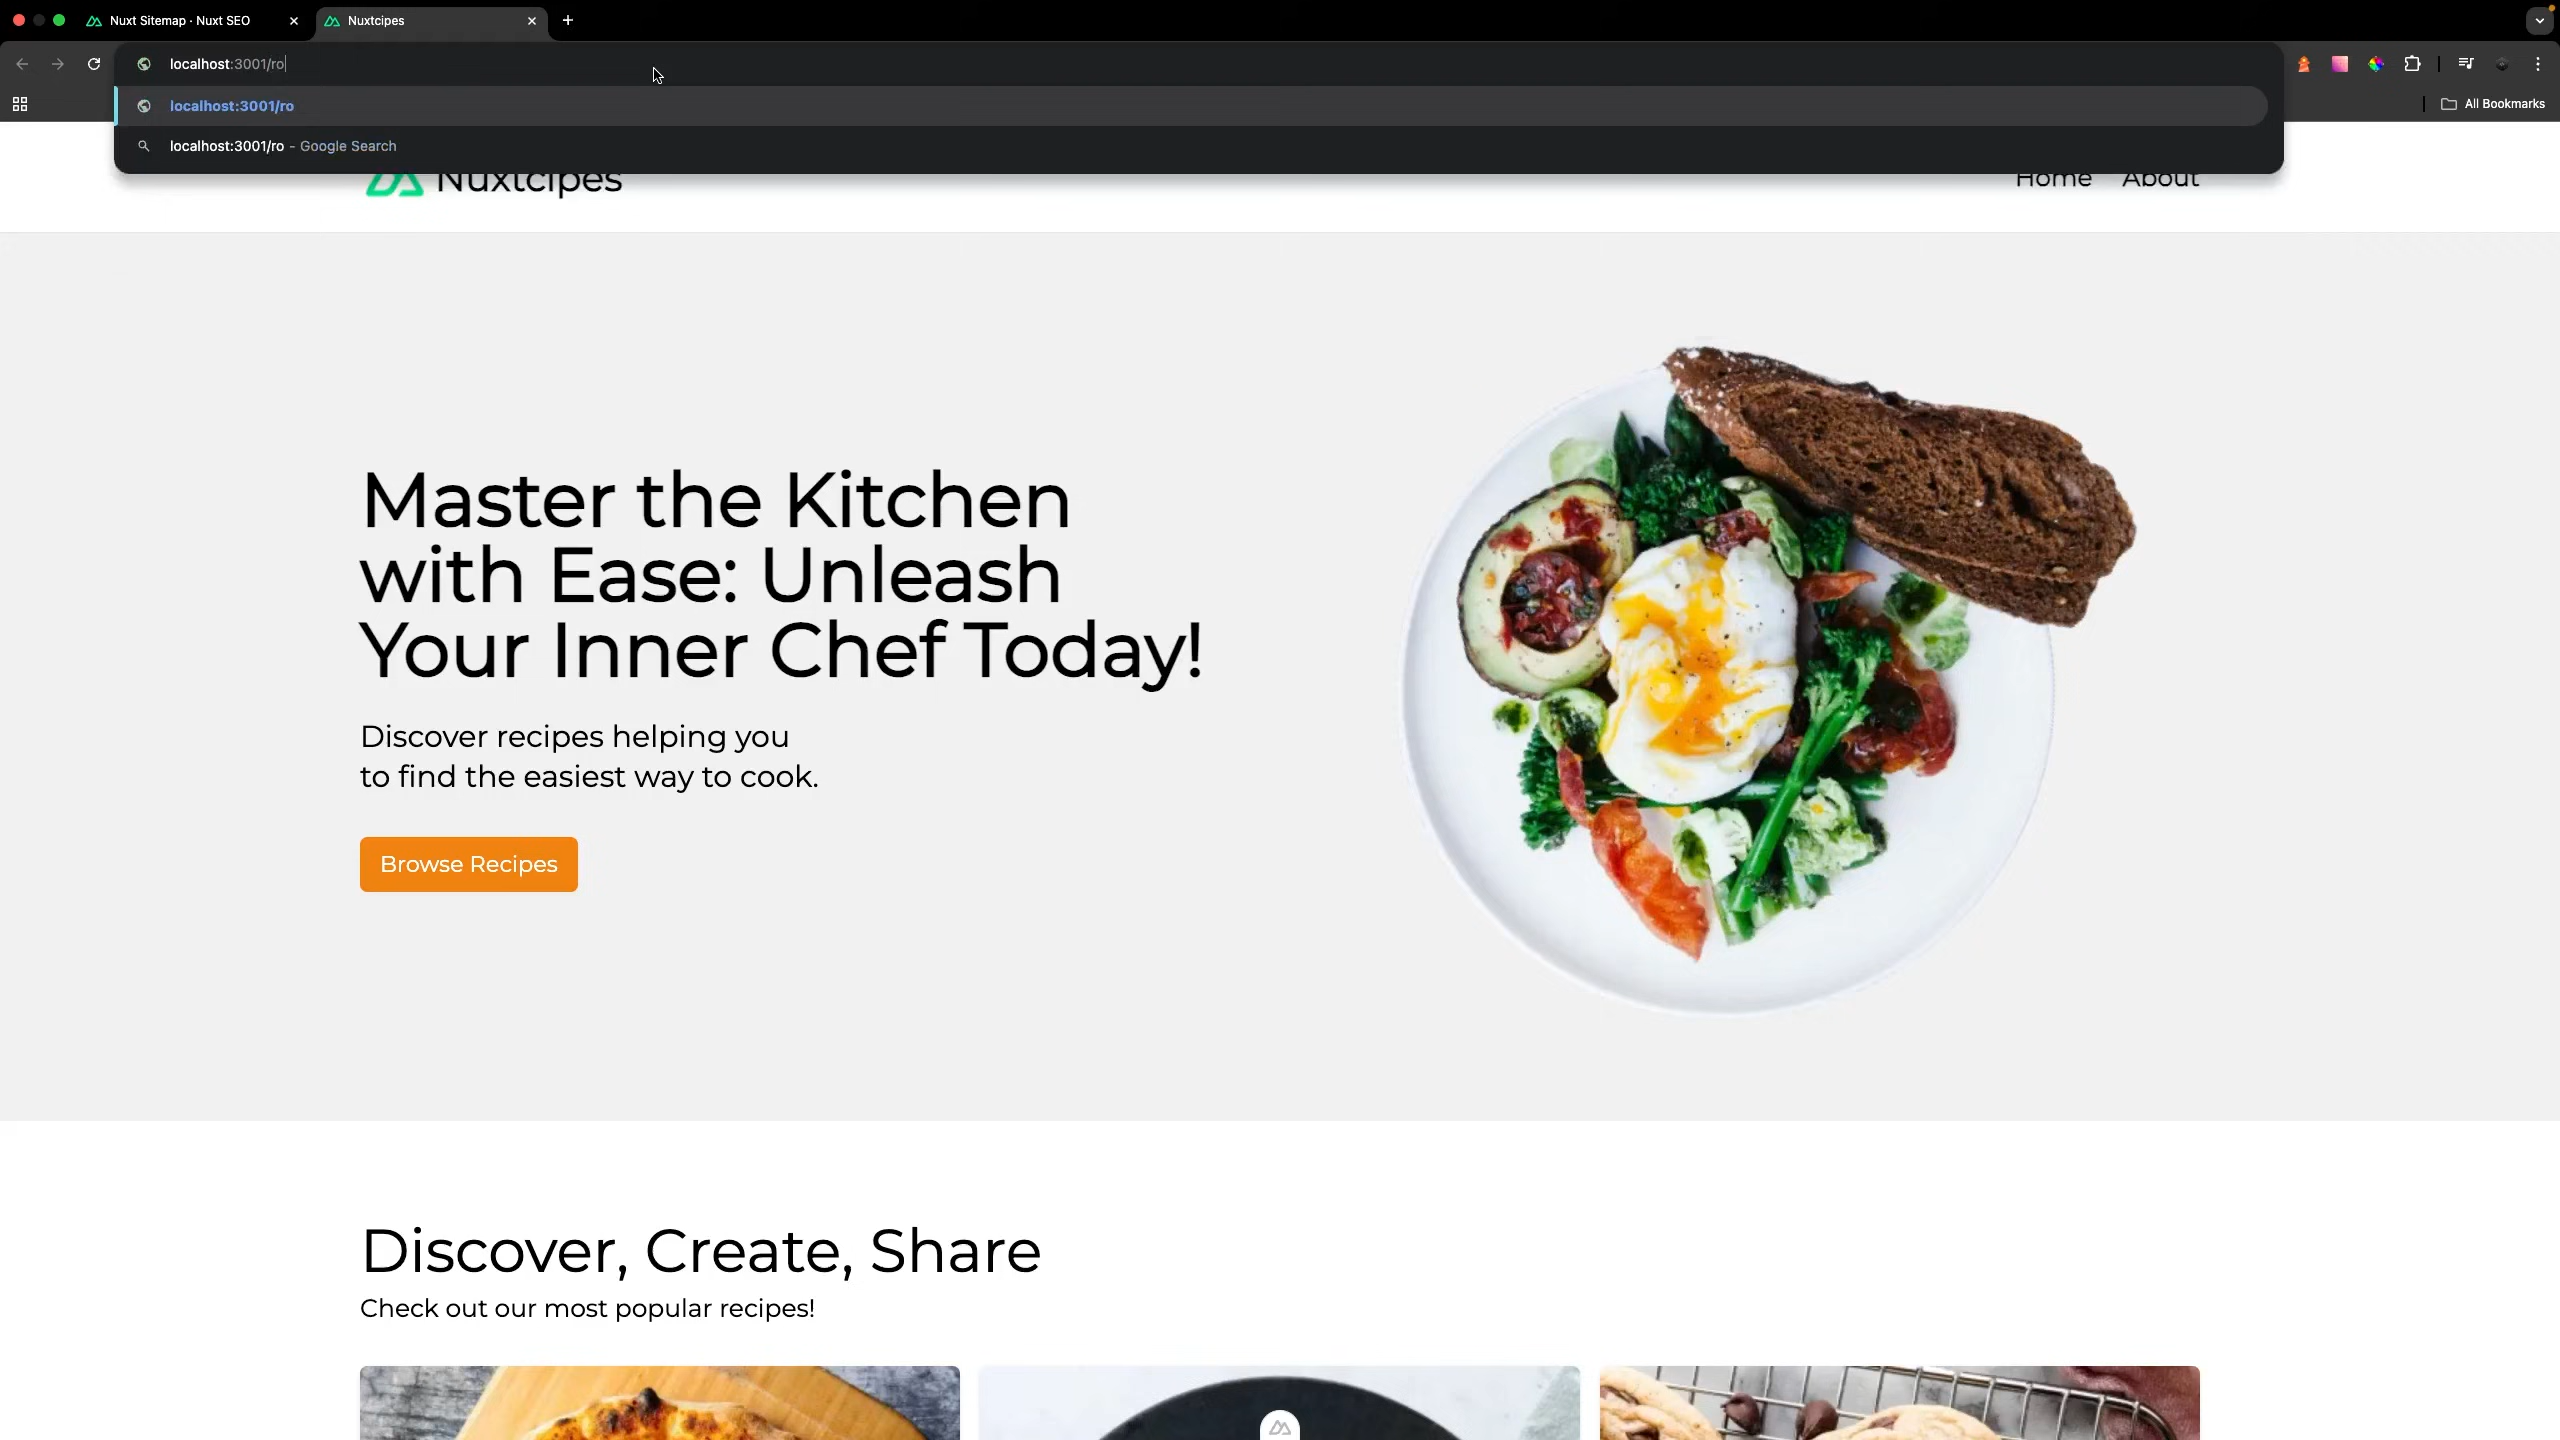 Nuxt Sitemap · Nuxt SEO
Nuxtcipes
localhost:3001/ro
localhost:3001/ro
localhost:3001/ro - Google Search
All Bookmarks
Nuxtcipes
Home
About
Master the Kitchen
with Ease: Unleash
Your Inner Chef Today!
Discover recipes helping you
to find the easiest way to cook.
Browse Recipes
Discover, Create, Share
Check out our most popular recipes!